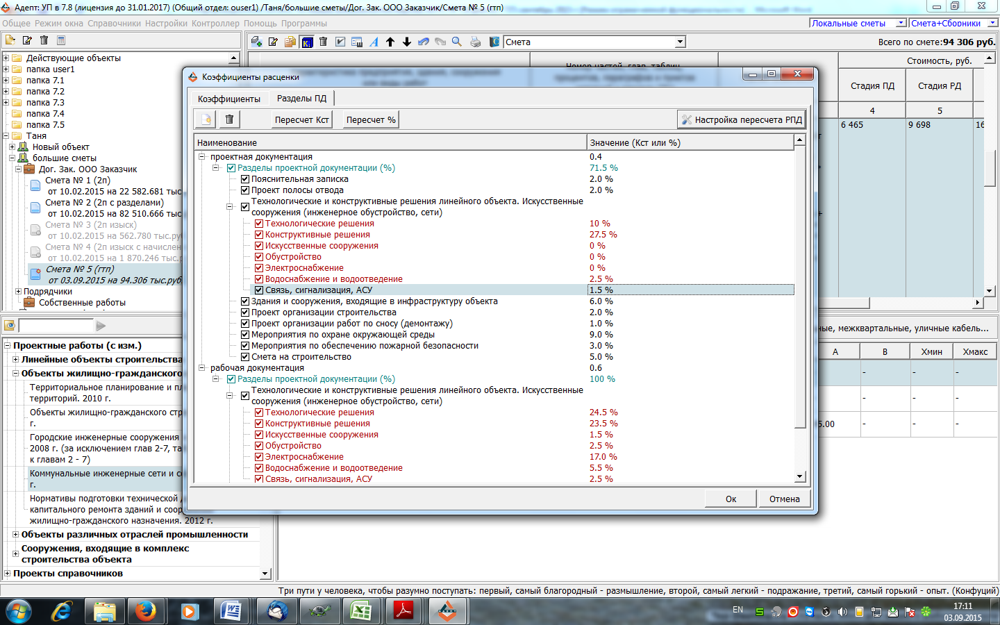 Адепт: УП в 7.8 (лицензия до 31.01.2017) (Общий отдел: ouser1) /Таня/большие сметы/Дог. Зак. ООО Заказчик/Смета № 5 (гтп)
Общее Режим окна Справочники Настройки Контроллер Помощь Программы
Локальные сметы
Смета+Сборники
Смета
Всего по смете:94 306 руб.
Действующие объекты
папка user1
папка 7.1
папка 7.2
папка 7.3
папка 7.4
папка 7.5
Таня
Новый объект
большие сметы
Дог. Зак. ООО Заказчик
Смета № 1 (2п)
от 10.02.2015 на 22 582.681 тыс
Смета № 2 (2п с разделами)
от 10.02.2015 на 82 510.666 тыс
Смета № 3 (2п изыск)
от 10.02.2015 на 562.780 тыс.ру
Смета № 4 (2п изыск с начислен
от 10.02.2015 на 1 870.246 тыс.
Смета № 5 (гтп)
от 03.09.2015 на 94.306 тыс.руб
Подрядчики
Собственные работы
Проектные работы (с изм.)
Линейные объекты строительства
Объекты жилищно-гражданского
Территориальное планирование и пл
территорий. 2010 г.
Объекты жилищно-гражданского стр
г.
Городские инженерные сооружения
2008 г. (за исключением глав 2-7, та
к главам 2 - 7)
Коммунальные инженерные сети и со
г.
Нормативы подготовки технической д
капитального ремонта зданий и соор
жилищно-гражданского назначения. 2012 г.
Объекты различных отраслей промышленности
Сооружения, входящие в комплекс
строительства объекта
Проекты справочников
Коэффициенты расценки
Коэффициенты
Разделы ПД
Пересчет Кст
Пересчет %
Настройка пересчета РПД
Наименование Значение (Кст или %)
проектная документация 0.4
Разделы проектной документации (%) 71.5 %
Пояснительная записка 2.0 %
Проект полосы отвода 2.0 %
Технологические и конструктивные решения линейного объекта. Искусственные
сооружения (инженерное обустройство, сети)
Технологические решения 10 %
Конструктивные решения 27.5 %
Искусственные сооружения 0 %
Обустройство 0 %
Электроснабжение 0 %
Водоснабжение и водоотведение 2.5 %
Связь, сигнализация, АСУ 1.5 %
Здания и сооружения, входящие в инфраструктуру объекта 6.0 %
Проект организации строительства 2.0 %
Проект организации работ по сносу (демонтажу) 1.0 %
Мероприятия по охране окружающей среды 9.0 %
Мероприятия по обеспечению пожарной безопасности 3.0 %
Смета на строительство 5.0 %
рабочая документация 0.6
Разделы проектной документации (%) 100 %
Технологические и конструктивные решения линейного объекта. Искусственные
сооружения (инженерное обустройство, сети)
Технологические решения 24.5 %
Конструктивные решения 23.5 %
Искусственные сооружения 1.5 %
Обустройство 2.5 %
Электроснабжение 17.0 %
Водоснабжение и водоотведение 5.5 %
Связь, сигнализация, АСУ 2.5 %
Ок
Отмена
Стоимость, руб.
Стадия ПД Стадия РД
4 5
6 465 9 698 16
ные, межквартальные, уличные кабель...
A B Xмин Xмакс
- - -
- - -
5.00 - - -
Три пути у человека, чтобы разумно поступать: первый, самый благородный - размышление, второй, самый легкий - подражание, третий, самый горький - опыт. (Конфуций)
EN
17:11
03.09.2015